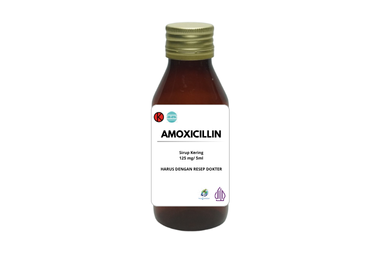 K
AMOXICILLIN
Sirup Kering
125 mg/ 5ml
HARUS DENGAN RESEP DOKTER